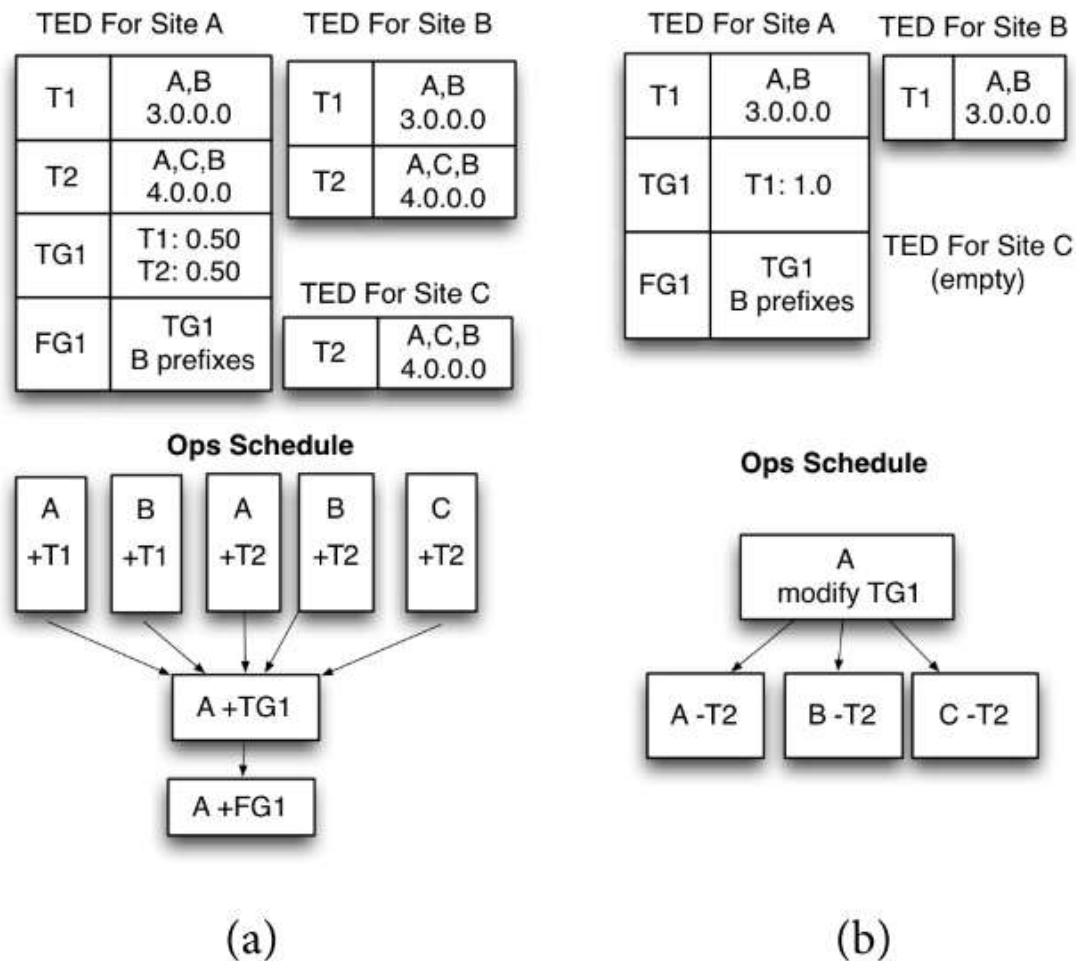 TED For Site A
T1
A,B
3.0.0.0
T2
A,C,B
4.0.0.0
TG1
T1: 0.50
T2: 0.50
FG1
TG1
B prefixes
TED For Site B
T1
A,B
3.0.0.0
T2
A,C,B
4.0.0.0
TED For Site C
T2
A,C,B
4.0.0.0
Ops Schedule
A
+T1
B
+T1
A
+T2
B
+T2
C
+T2
A +TG1
A +FG1
(a)
TED For Site A
T1
A,B
3.0.0.0
TG1
T1: 1.0
FG1
TG1
B prefixes
TED For Site B
T1
A,B
3.0.0.0
TED For Site C
(empty)
Ops Schedule
A
modify TG1
A -T2
B -T2
C -T2
(b)